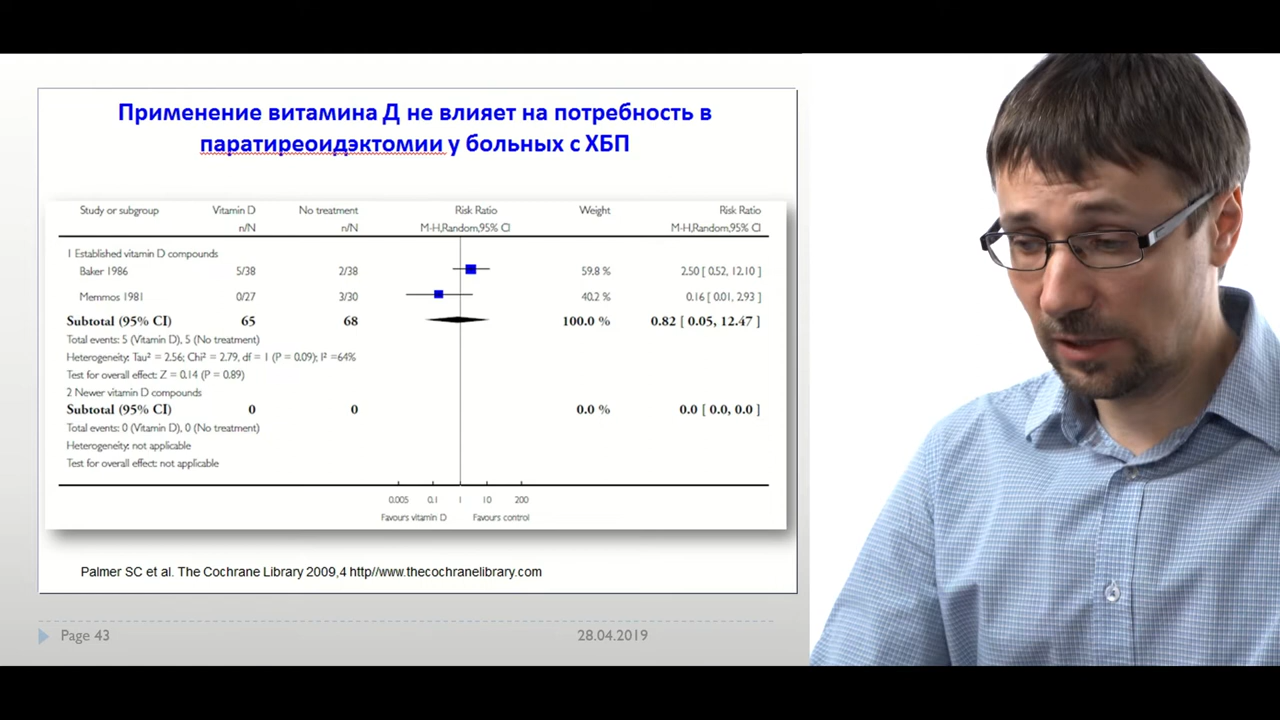 Применение витамина Д не влияет на потребность в
паратиреоидэктомии у больных с ХБП
Study or subgroup Vitamin D No treatment Risk Ratio Weight Risk Ratio
n/N n/N M-H,Random,95% CI M-H,Random,95% CI
1 Established vitamin D compounds
Baker 1986 5/38 2/38 59.8 % 2.50 [ 0.52, 12.10 ]
Memmos 1981 0/27 3/30 40.2 % 0.16 [ 0.01, 2.93 ]
Subtotal (95% CI) 65 68 100.0 % 0.82 [ 0.05, 12.47 ]
Total events: 5 (Vitamin D), 5 (No treatment)
Heterogeneity: Tau² = 2.56; Chi² = 2.79, df = 1 (P = 0.09); I² =64%
Test for overall effect: Z = 0.14 (P = 0.89)
2 Newer vitamin D compounds
Subtotal (95% CI) 0 0 0.0 % 0.0 [ 0.0, 0.0 ]
Total events: 0 (Vitamin D), 0 (No treatment)
Heterogeneity: not applicable
Test for overall effect: not applicable
0.005 0.1 1 10 200
Favours vitamin D Favours control
Palmer SC et al. The Cochrane Library 2009,4 http//www.thecochranelibrary.com
Page 43 28.04.2019